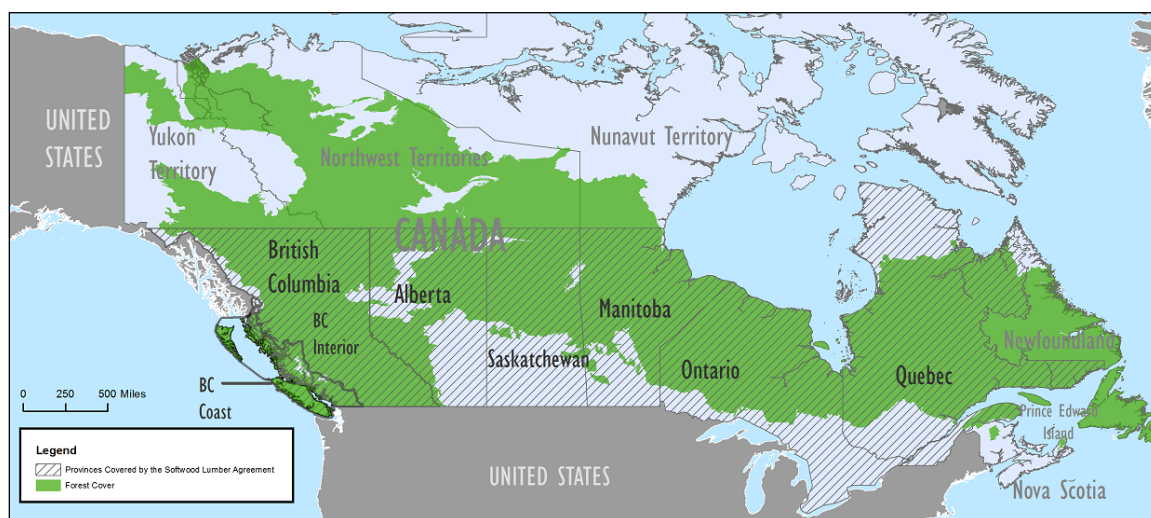 UNITED
STATES
Yukon
Territory
Northwest Territories
Nunavut Territory
CANADA
British
Columbia
Alberta
BC
Interior
Saskatchewan
Manitoba
Ontario
Quebec
Newfoundland
Prince Edward
Island
Nova Scotia
BC
Coast
0 250 500 Miles
UNITED STATES
Legend
Provinces Covered by the Softwood Lumber Agreement
Forest Cover